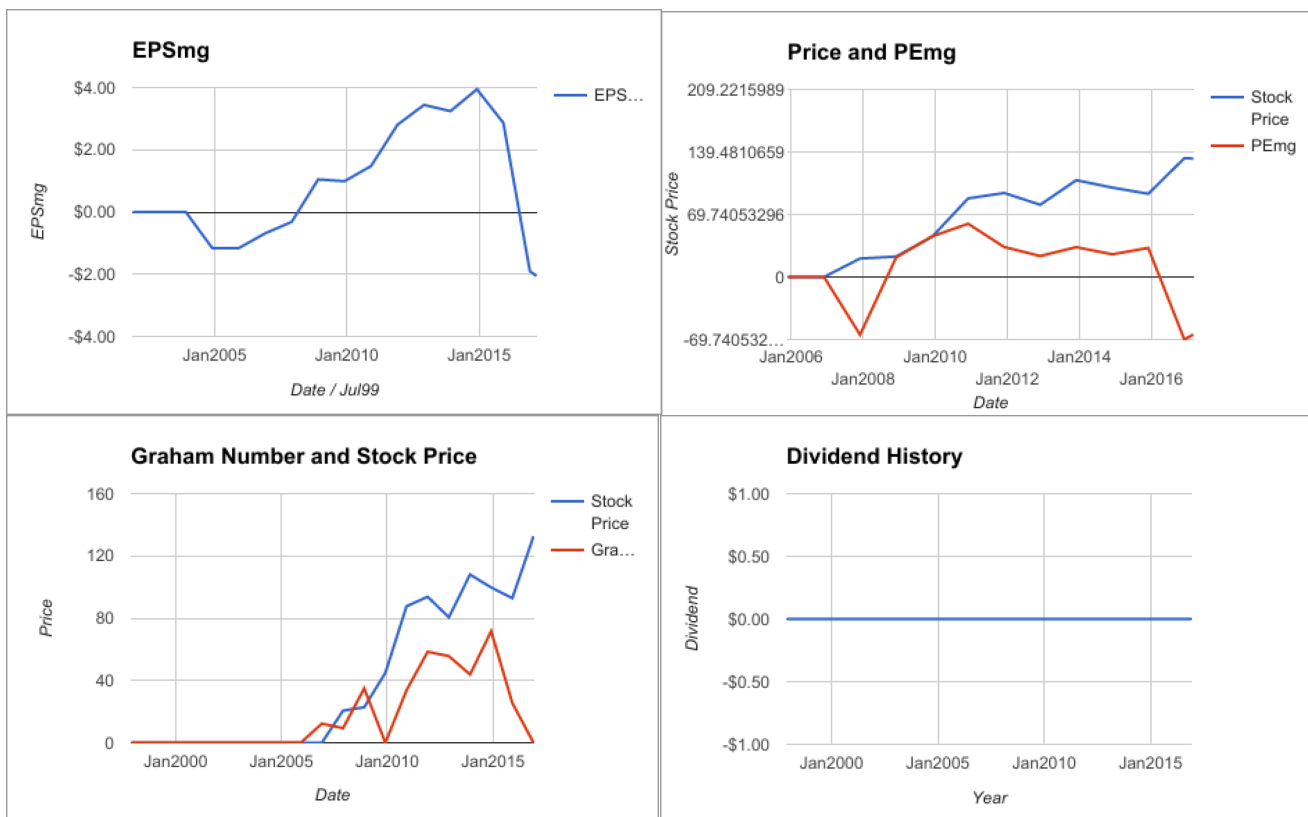 EPSmg
$4.00
$2.00
$0.00
-$2.00
-$4.00
EPSmg
Jan2005
Jan2010
Jan2015
Date / Jul99
EPS…
Price and PEmg
209.2215989
139.4810659
69.74053296
0
-69.740532…
Stock Price
Jan2006
Jan2010
Jan2014
Jan2008
Jan2012
Jan2016
Date
Stock
Price
PEmg
Graham Number and Stock Price
160
120
80
40
0
Price
Jan2000
Jan2005
Jan2010
Jan2015
Date
Stock
Price
Gra…
Dividend History
$1.00
$0.50
$0.00
-$0.50
-$1.00
Dividend
Jan2000
Jan2005
Jan2010
Jan2015
Year